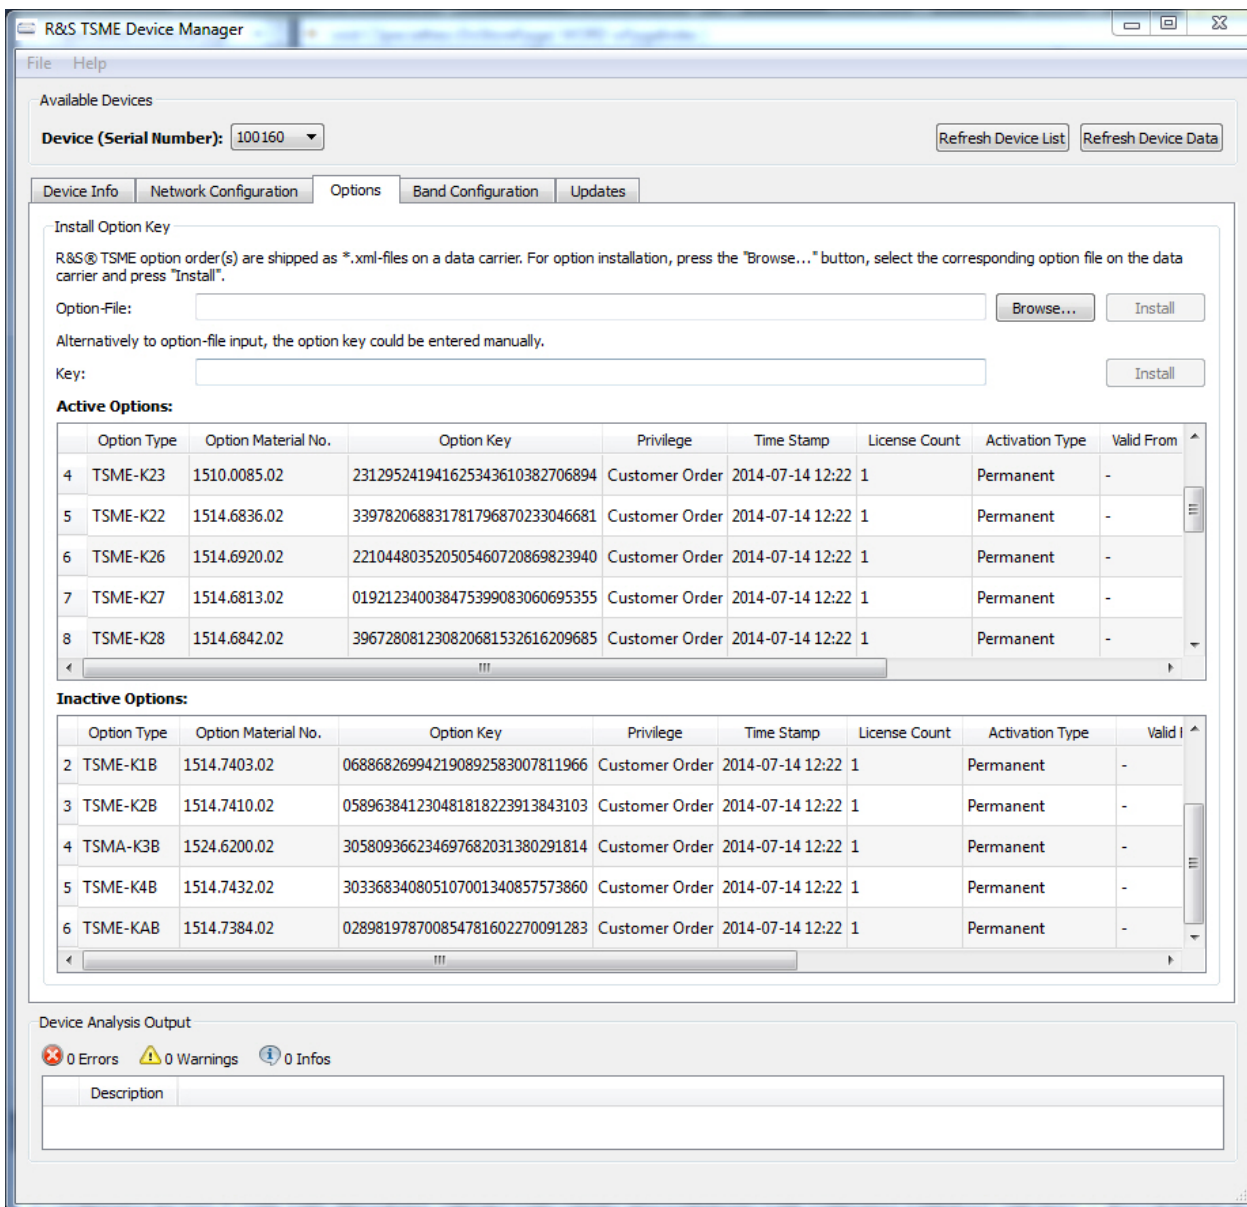 R&S TSME Device Manager
File Help
Available Devices
Device (Serial Number): 100160 Refresh Device List Refresh Device Data
Device Info Network Configuration Options Band Configuration Updates
Install Option Key
R&S® TSME option order(s) are shipped as *.xml-files on a data carrier. For option installation, press the "Browse..." button, select the corresponding option file on the data
carrier and press "Install".
Option-File: Browse... Install
Alternatively to option-file input, the option key could be entered manually.
Key: Install
Active Options:
Option Type Option Material No. Option Key Privilege Time Stamp License Count Activation Type Valid From
4 TSME-K23 1510.0085.02 231295241941625343610382706894 Customer Order 2014-07-14 12:22 1 Permanent -
5 TSME-K22 1514.6836.02 339782068831781796870233046681 Customer Order 2014-07-14 12:22 1 Permanent -
6 TSME-K26 1514.6920.02 221044803520505460720869823940 Customer Order 2014-07-14 12:22 1 Permanent -
7 TSME-K27 1514.6813.02 019212340038475399083060695355 Customer Order 2014-07-14 12:22 1 Permanent -
8 TSME-K28 1514.6842.02 396728081230820681532616209685 Customer Order 2014-07-14 12:22 1 Permanent -
Inactive Options:
Option Type Option Material No. Option Key Privilege Time Stamp License Count Activation Type Valid
2 TSME-K1B 1514.7403.02 068868269942190892583007811966 Customer Order 2014-07-14 12:22 1 Permanent -
3 TSME-K2B 1514.7410.02 058963841230481818223913843103 Customer Order 2014-07-14 12:22 1 Permanent -
4 TSMA-K3B 1524.6200.02 305809366234697682031380291814 Customer Order 2014-07-14 12:22 1 Permanent -
5 TSME-K4B 1514.7432.02 303368340805107001340857573860 Customer Order 2014-07-14 12:22 1 Permanent -
6 TSME-KAB 1514.7384.02 028981978700854781602270091283 Customer Order 2014-07-14 12:22 1 Permanent -
Device Analysis Output
0 Errors 0 Warnings 0 Infos
Description